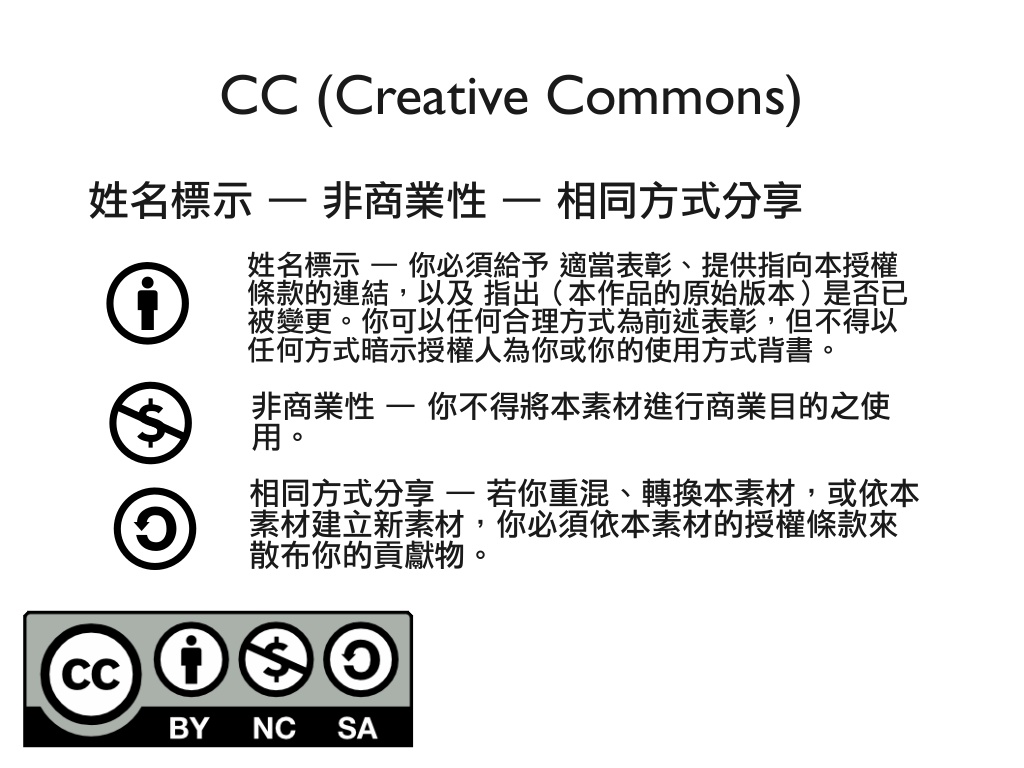 CC (Creative Commons)
姓名標示 — 非商業性 — 相同方式分享
姓名標示 — 你必須給予 適當表彰、提供指向本授權
條款的連結，以及 指出（本作品的原始版本）是否已
被變更。你可以任何合理方式為前述表彰，但不得以
任何方式暗示授權人為你或你的使用方式背書。
非商業性 — 你不得將本素材進行商業目的之使
用。
相同方式分享 — 若你重混、轉換本素材，或依本
素材建立新素材，你必須依本素材的授權條款來
散布你的貢獻物。
CC
BY NC SA